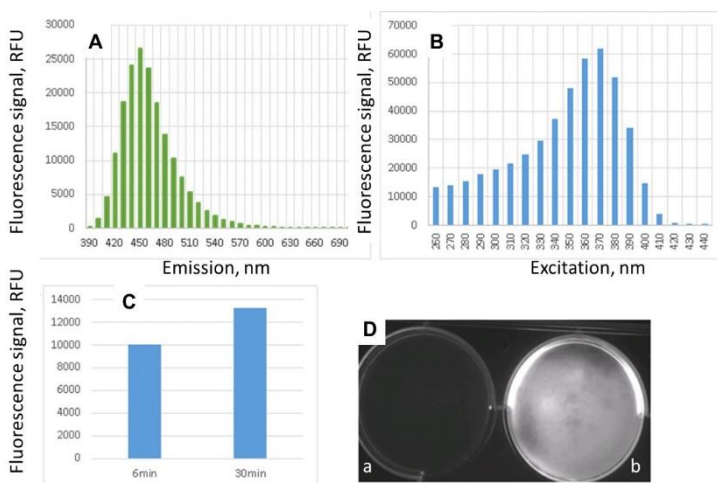 A
Fluorescence signal, RFU
30000
25000
20000
15000
10000
5000
0
390 420 450 480 510 540 570 600 630 660 690
Emission, nm
B
Fluorescence signal, RFU
70000
60000
50000
40000
30000
20000
10000
0
260 270 280 290 300 310 320 330 340 350 360 370 380 390 400 410 420 430 440
Excitation, nm
C
Fluorescence signal, RFU
14000
12000
10000
8000
6000
4000
2000
0
6min 30min
D
a b